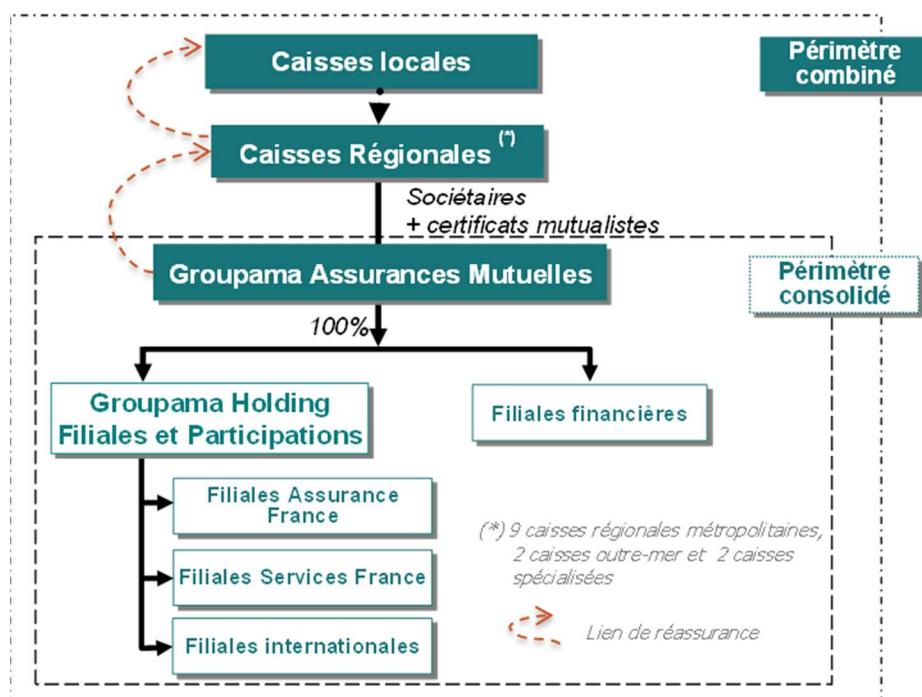 Caisses locales
Périmètre
combiné
Caisses Régionales (*)
Sociétaires
+ certificats mutualistes
Groupama Assurances Mutuelles
Périmètre
consolidé
100%
Groupama Holding
Filiales et Participations
Filiales financières
Filiales Assurance
France
Filiales Services France
Filiales internationales
(*) 9 caisses régionales métropolitaines,
2 caisses outre-mer et 2 caisses
spécialisées
Lien de réassurance